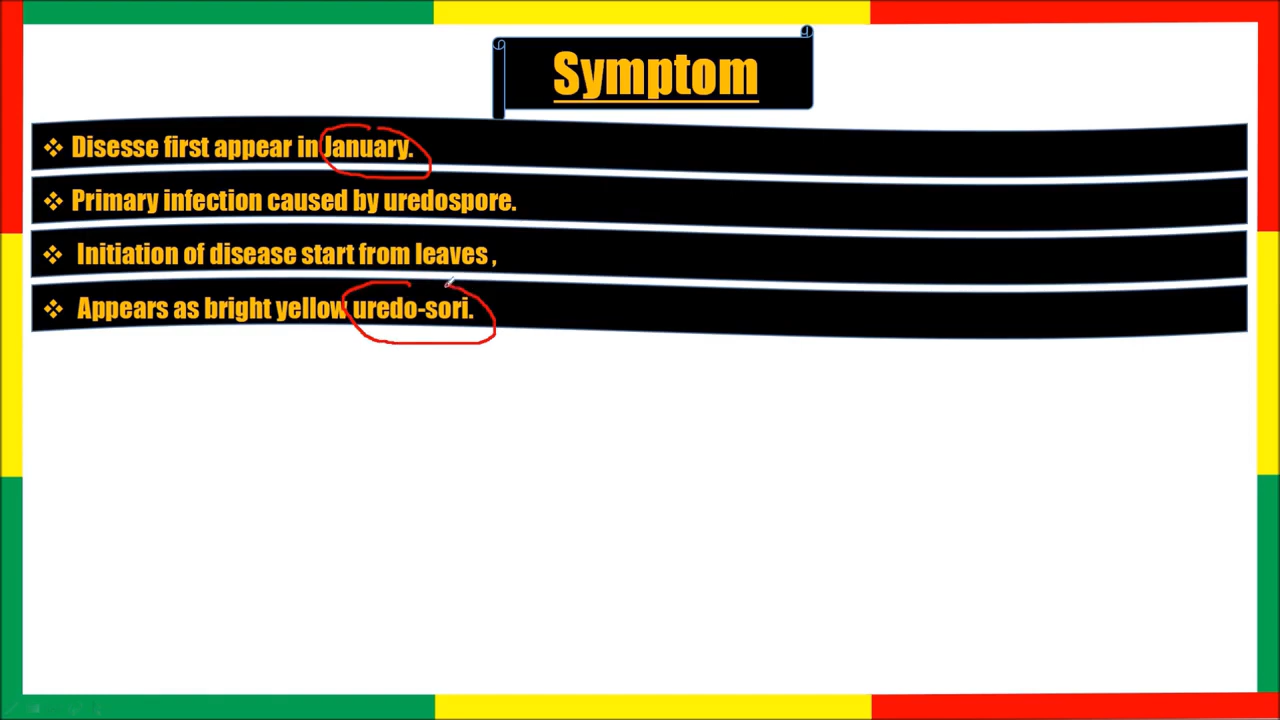 Symptom
❖ Disesse first appear in January.
❖ Primary infection caused by uredospore.
❖ Initiation of disease start from leaves ,
❖ Appears as bright yellow uredo-sori.